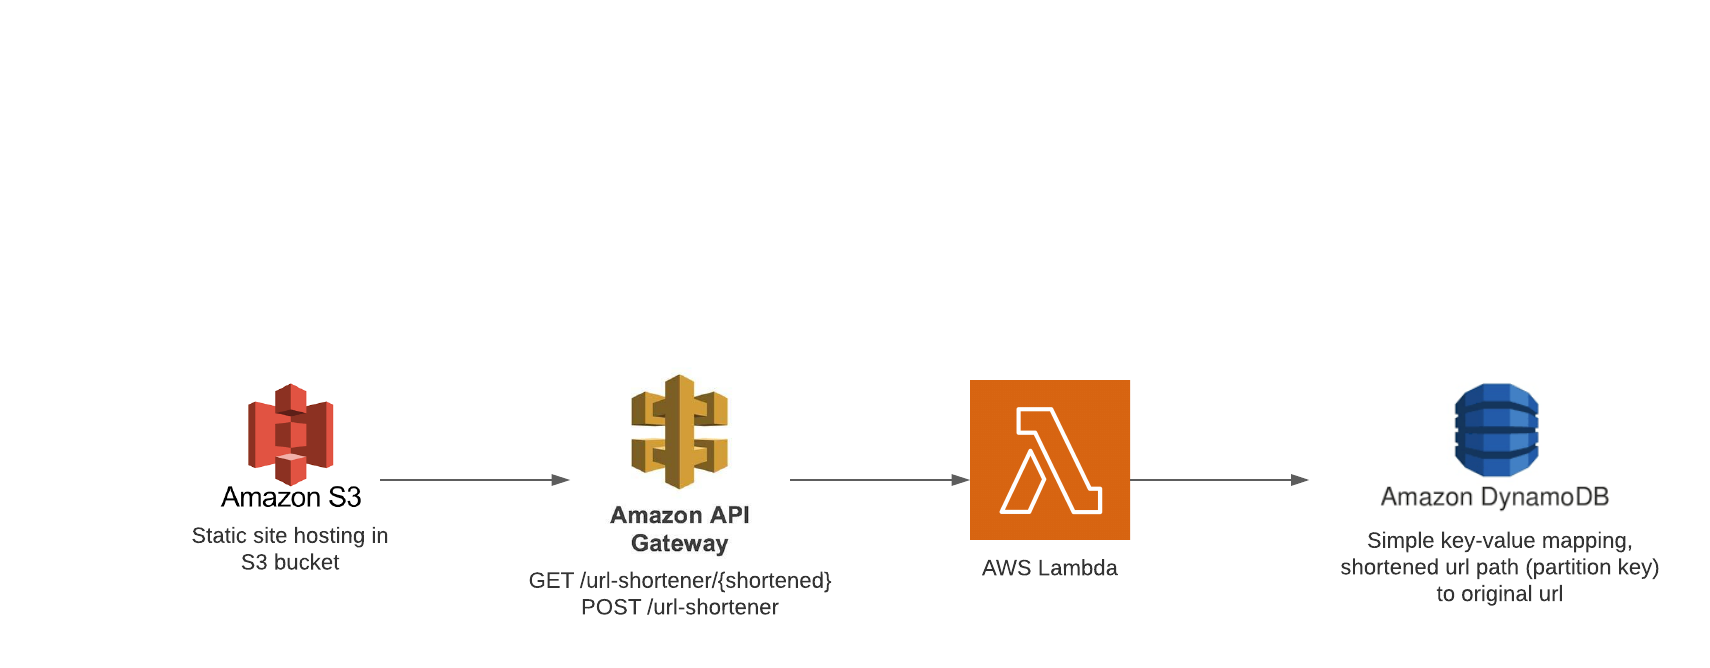 Amazon S3
Static site hosting in
S3 bucket
Amazon API
Gateway
GET /url-shortener/{shortened}
POST /url-shortener
AWS Lambda
Amazon DynamoDB
Simple key-value mapping,
shortened url path (partition key)
to original url